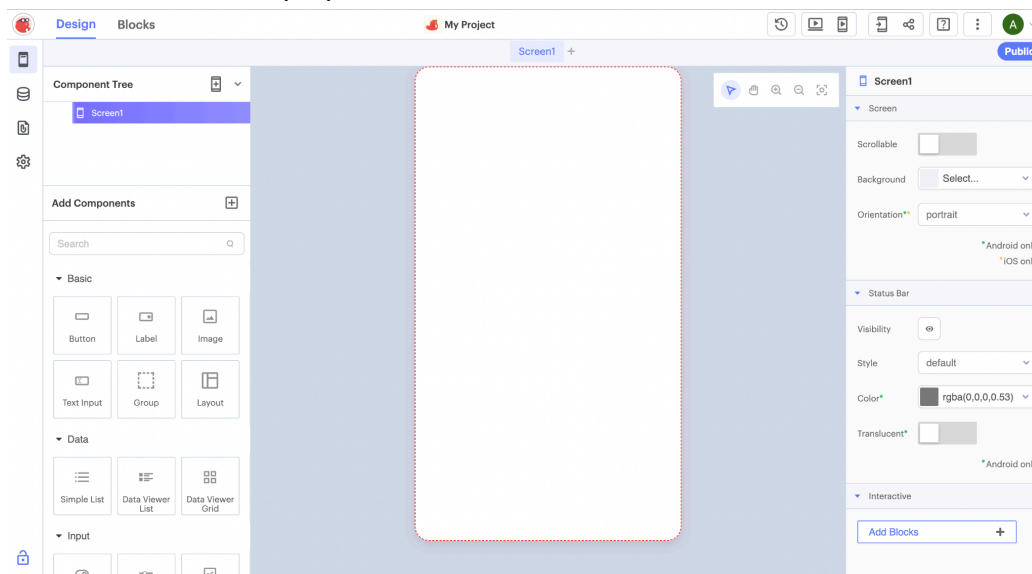 Design Blocks My Project A
Screen1 + Public
Component Tree
Screen1
Add Components
Search
Basic
Button Label Image
Text Input Group Layout
Data
Simple List Data Viewer List Data Viewer Grid
Input
Screen1
Screen
Scrollable
Background Select...
Orientation** portrait
*Android onl
*iOS onl
Status Bar
Visibility
Style default
Color* rgba(0,0,0,0.53)
Translucent*
*Android onl
Interactive
Add Blocks +